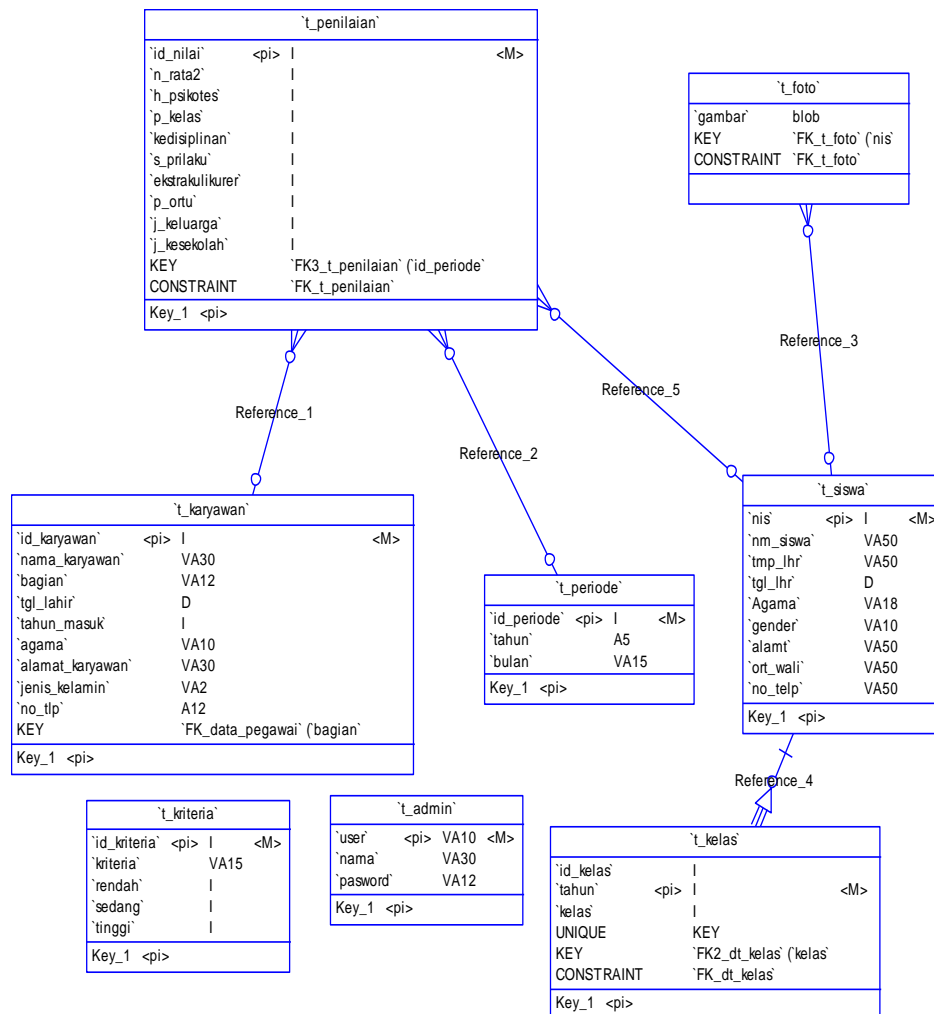 `t_penilaian`
`id_nilai` <pi> I <M>
`n_rata2` I
`h_psikotes` I
`p_kelas` I
`kedisiplinan` I
`s_prilaku` I
`ekstrakulikurer` I
`p_ortu` I
`j_keluarga` I
`j_kesekolah` I
KEY `FK3_t_penilaian` (`id_periode`
CONSTRAINT `FK_t_penilaian`
Key_1 <pi>
`t_foto`
`gambar` blob
KEY `FK_t_foto` (`nis`
CONSTRAINT `FK_t_foto`
Reference_1
Reference_2
Reference_5
Reference_3
`t_karyawan`
`id_karyawan` <pi> I <M>
`nama_karyawan` VA30
`bagian` VA12
`tgl_lahir` D
`tahun_masuk` I
`agama` VA10
`alamat_karyawan` VA30
`jenis_kelamin` VA2
`no_tlp` A12
KEY `FK_data_pegawai` (`bagian`
Key_1 <pi>
`t_periode`
`id_periode` <pi> I <M>
`tahun` A5
`bulan` VA15
Key_1 <pi>
`t_siswa`
`nis` <pi> I <M>
`nm_siswa` VA50
`tmp_lhr` VA50
`tgl_lhr` D
`Agama` VA18
`gender` VA10
`alamt` VA50
`ort_wali` VA50
`no_telp` VA50
Key_1 <pi>
Reference_4
`t_kriteria`
`id_kriteria` <pi> I <M>
`kriteria` VA15
`rendah` I
`sedang` I
`tinggi` I
Key_1 <pi>
`t_admin`
`user` <pi> VA10 <M>
`nama` VA30
`pasword` VA12
Key_1 <pi>
`t_kelas`
`id_kelas` I
`tahun` <pi> I <M>
`kelas` I
UNIQUE KEY
KEY `FK2_dt_kelas` (`kelas`
CONSTRAINT `FK_dt_kelas`
Key_1 <pi>